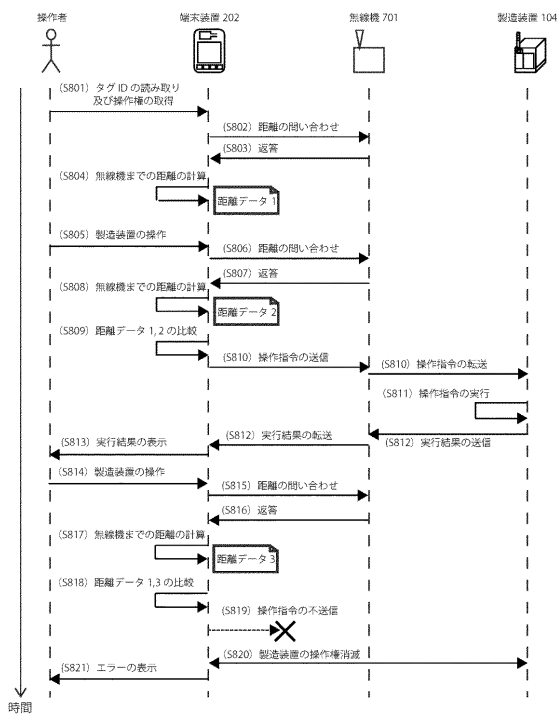 操作者
端末装置 202
無線機 701
製造装置 104
(S801) タグ ID の読み取り
及び操作権の取得
(S802) 距離の問い合わせ
(S803) 返答
(S804) 無線機までの距離の計算
距離データ 1
(S805) 製造装置の操作
(S806) 距離の問い合わせ
(S807) 返答
(S808) 無線機までの距離の計算
距離データ 2
(S809) 距離データ 1, 2 の比較
(S810) 操作指令の送信
(S810) 操作指令の転送
(S811) 操作指令の実行
(S812) 実行結果の送信
(S812) 実行結果の転送
(S813) 実行結果の表示
(S814) 製造装置の操作
(S815) 距離の問い合わせ
(S816) 返答
(S817) 無線機までの距離の計算
距離データ 3
(S818) 距離データ 1,3 の比較
(S819) 操作指令の不送信
(S820) 製造装置の操作権消滅
(S821) エラーの表示
時間